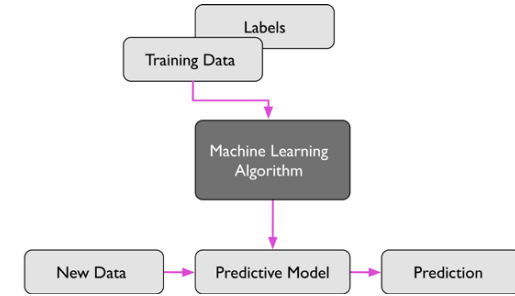 Labels
Training Data
Machine Learning
Algorithm
New Data
Predictive Model
Prediction